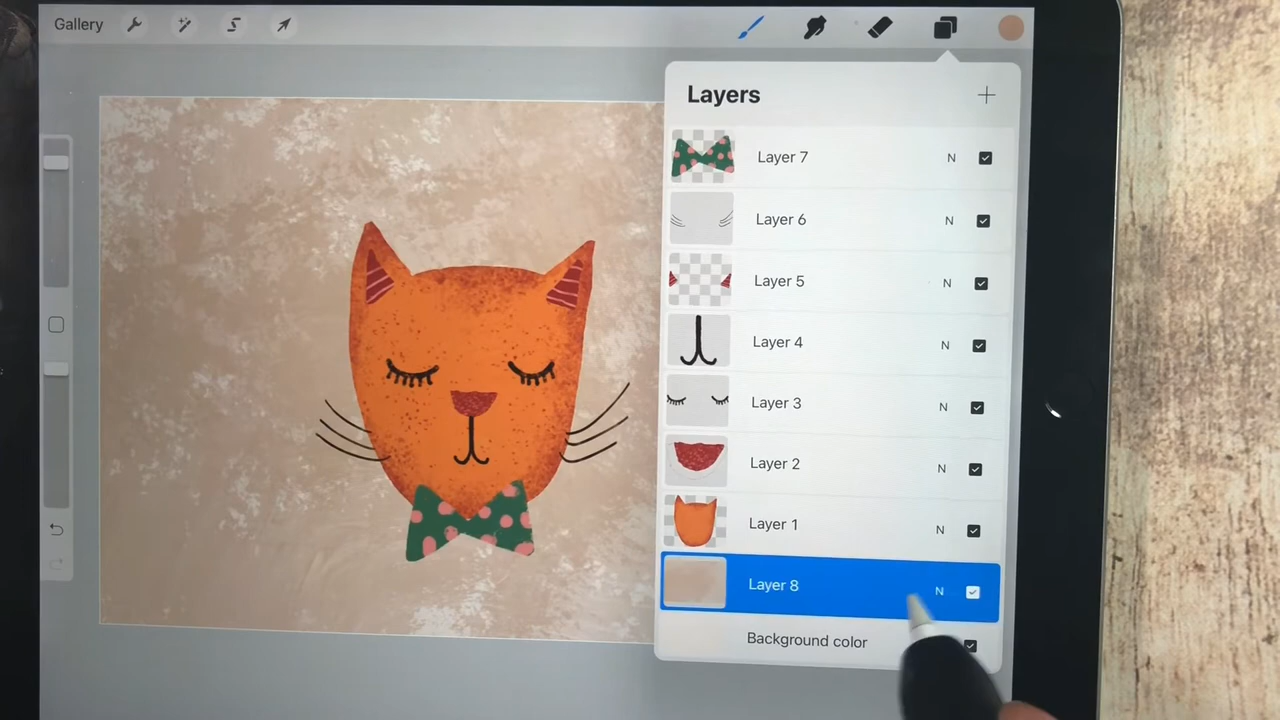 Gallery
Layers
Layer 7 N
Layer 6 N
Layer 5 N
Layer 4 N
Layer 3 N
Layer 2 N
Layer 1 N
Layer 8 N
Background color